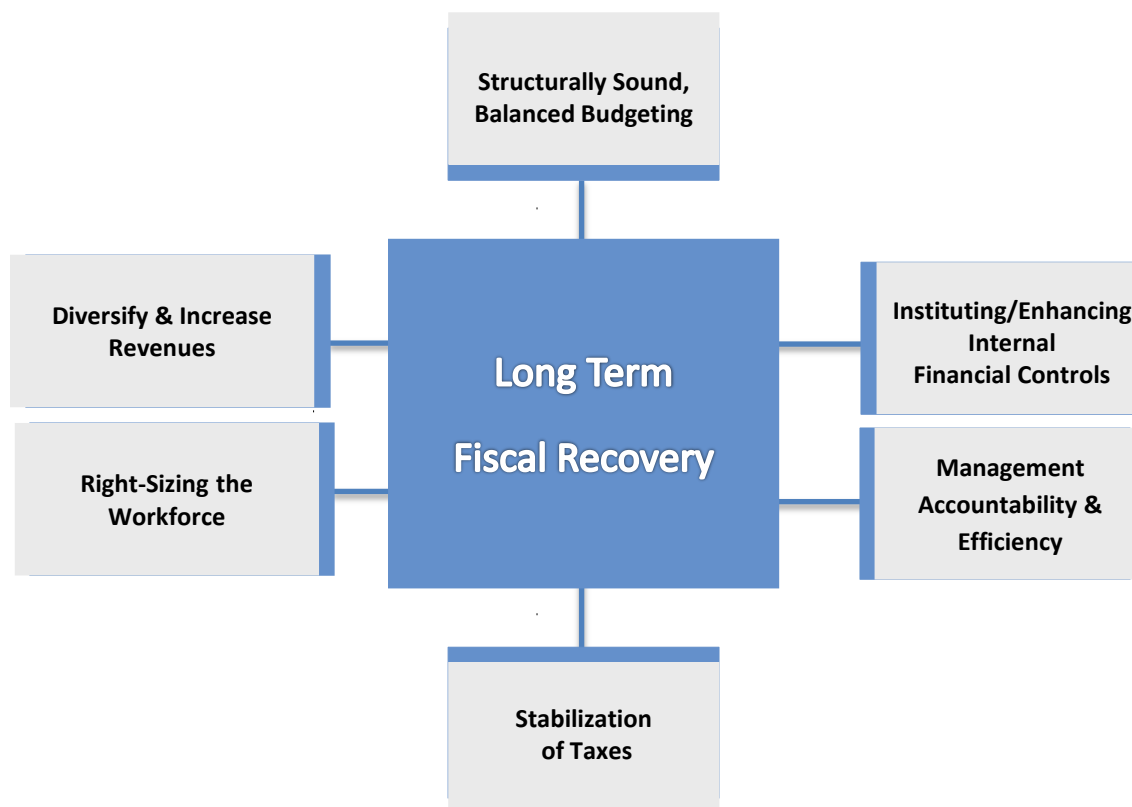 Structurally Sound,
Balanced Budgeting
Diversify & Increase
Revenues
Instituting/Enhancing
Internal
Financial Controls
Long Term
Fiscal Recovery
Right-Sizing the
Workforce
Management
Accountability &
Efficiency
Stabilization
of Taxes